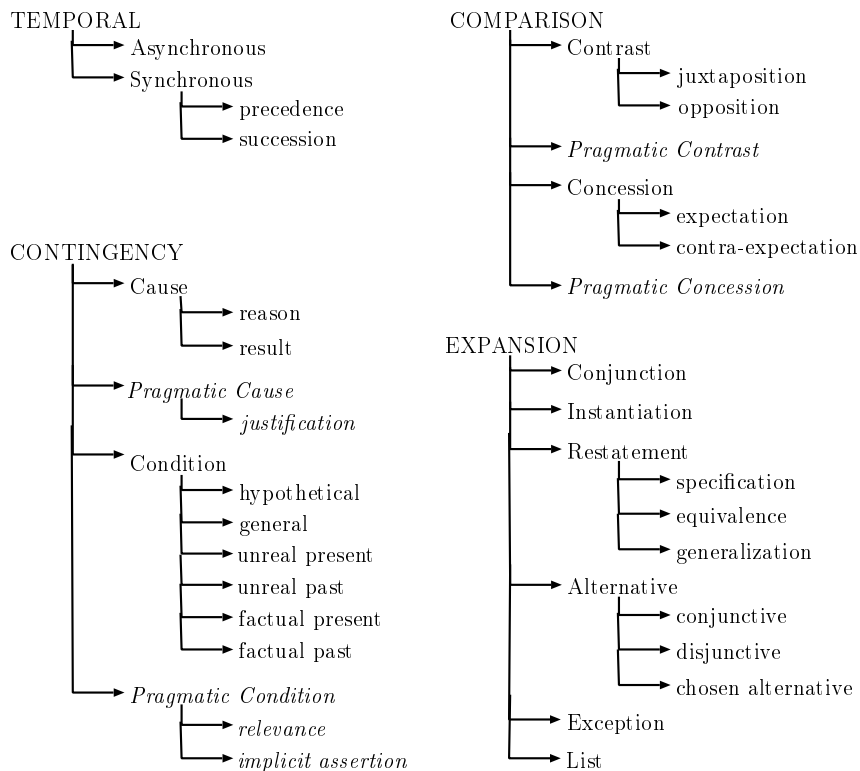 TEMPORAL
Asynchronous
Synchronous
precedence
succession
CONTINGENCY
Cause
reason
result
Pragmatic Cause
justification
Condition
hypothetical
general
unreal present
unreal past
factual present
factual past
Pragmatic Condition
relevance
implicit assertion
COMPARISON
Contrast
juxtaposition
opposition
Pragmatic Contrast
Concession
expectation
contra-expectation
Pragmatic Concession
EXPANSION
Conjunction
Instantiation
Restatement
specification
equivalence
generalization
Alternative
conjunctive
disjunctive
chosen alternative
Exception
List